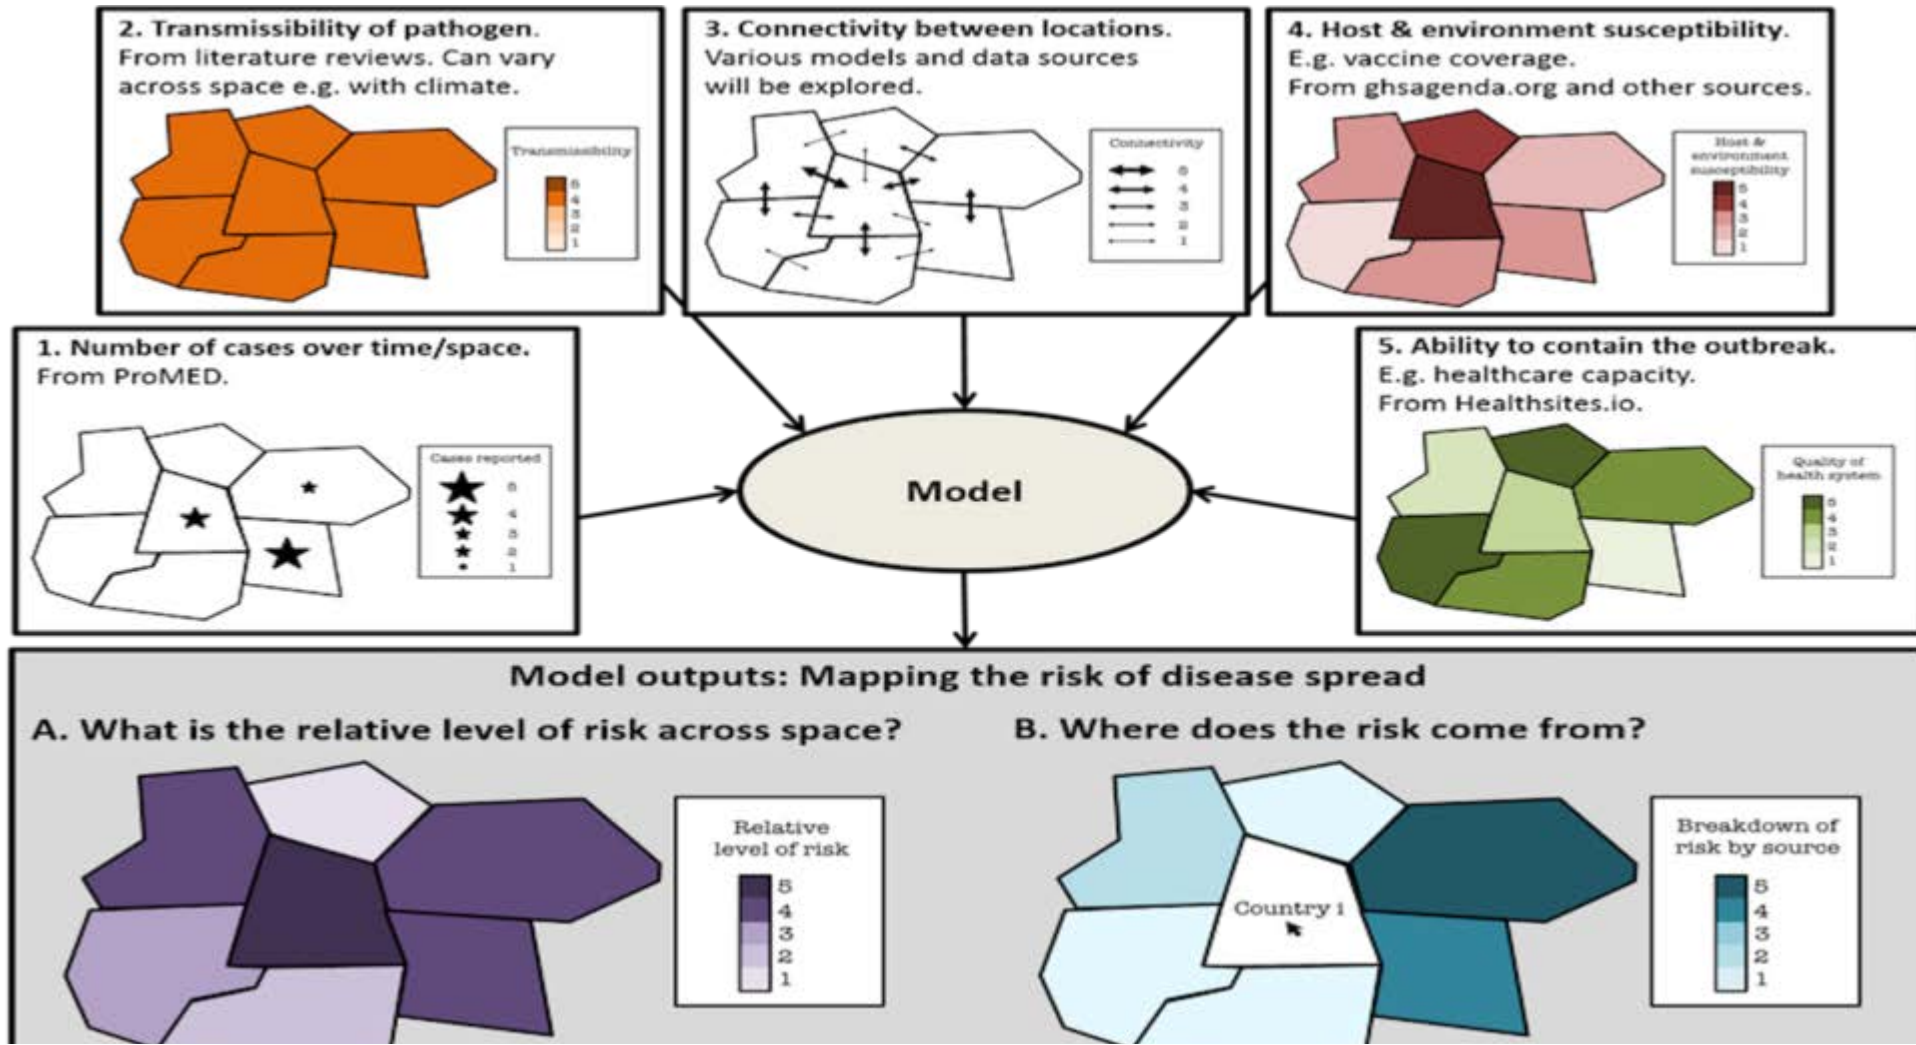 2. Transmissibility of pathogen.
From literature reviews. Can vary
across space e.g. with climate.
Transmissibility
5
4
3
2
1
3. Connectivity between locations.
Various models and data sources
will be explored.
Connectivity
5
4
3
2
1
4. Host & environment susceptibility.
E.g. vaccine coverage.
From ghsagenda.org and other sources.
Host &
environment
susceptibility
5
4
3
2
1
1. Number of cases over time/space.
From ProMED.
Cases reported
5
4
3
2
1
Model
5. Ability to contain the outbreak.
E.g. healthcare capacity.
From Healthsites.io.
Quality of
health system
5
4
3
2
1
Model outputs: Mapping the risk of disease spread
A. What is the relative level of risk across space?
Relative
level of risk
5
4
3
2
1
B. Where does the risk come from?
Country i
Breakdown of
risk by source
5
4
3
2
1